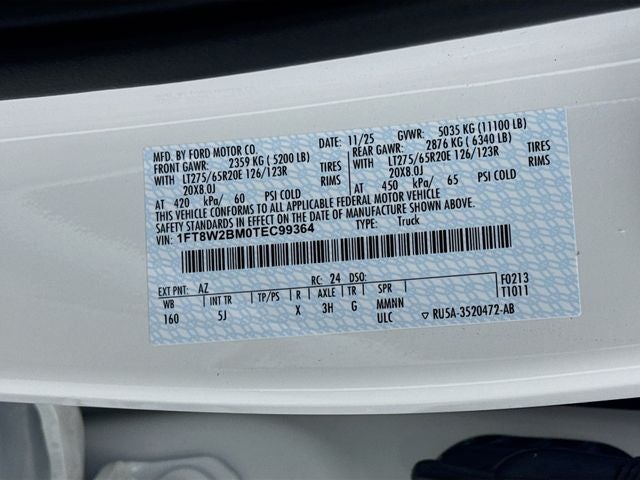 MFD. BY FORD MOTOR CO. DATE: 11/25 GVWR: 5035 KG (11100 LB)
FRONT GAWR: 2359 KG ( 5200 LB) REAR GAWR: 2876 KG ( 6340 LB)
WITH LT275/65R20E 126/123R TIRES WITH LT275/65R20E 126/123R TIRES
20X8.0J RIMS 20X8.0J RIMS
AT 420 kPa/ 60 PSI COLD AT 450 kPa/ 65 PSI COLD
THIS VEHICLE CONFORMS TO ALL APPLICABLE FEDERAL MOTOR VEHICLE
SAFETY STANDARDS IN EFFECT ON THE DATE OF MANUFACTURE SHOWN ABOVE.
VIN: 1FT8W2BM0TEC99364 TYPE: Truck
EXT PNT: AZ RC: 24 DSO: F0213
WB INT TR TP/PS R AXLE TR SPR T1011
160 5J X 3H G MMNN
ULC ▽ RU5A-3520472-AB